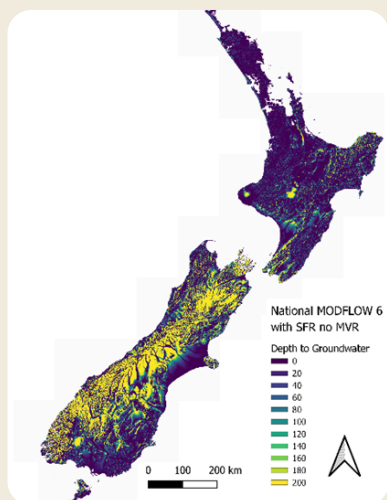 National MODFLOW 6
with SFR no MVR
Depth to Groundwater
0
20
40
60
80
100
120
140
160
180
200
0 100 200 km